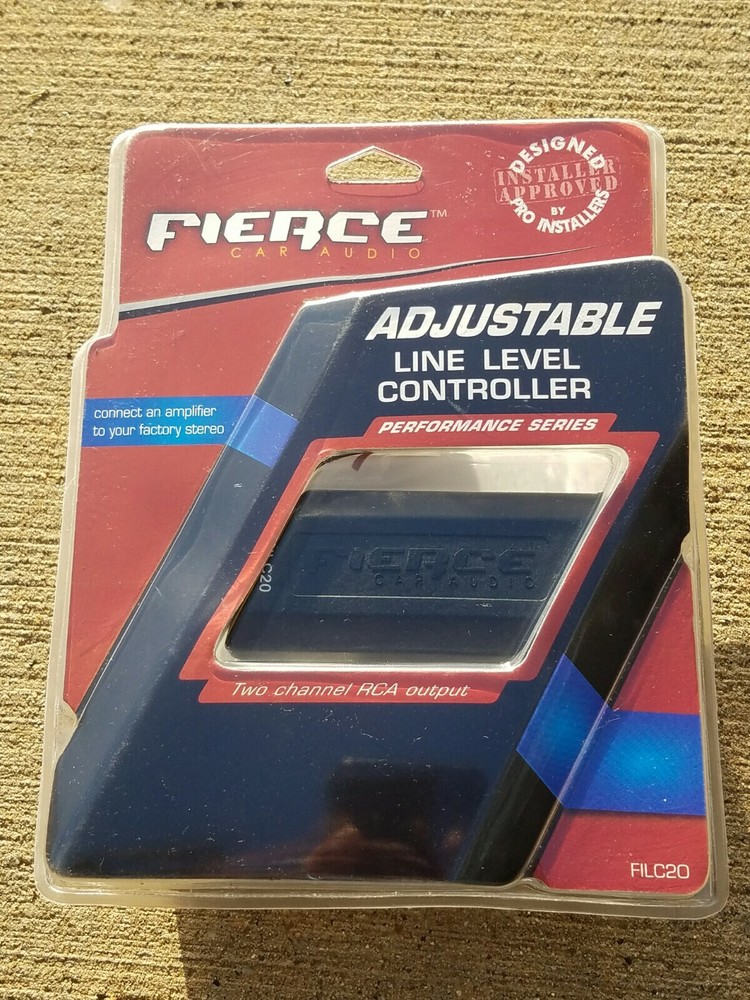 DESIGNED
INSTALLER
APPROVED
BY
PRO INSTALLERS
FIERCE™
CAR AUDIO
ADJUSTABLE
LINE LEVEL
CONTROLLER
connect an amplifier
to your factory stereo
PERFORMANCE SERIES
FIERCE
CAR AUDIO
Two channel RCA output
FILC20